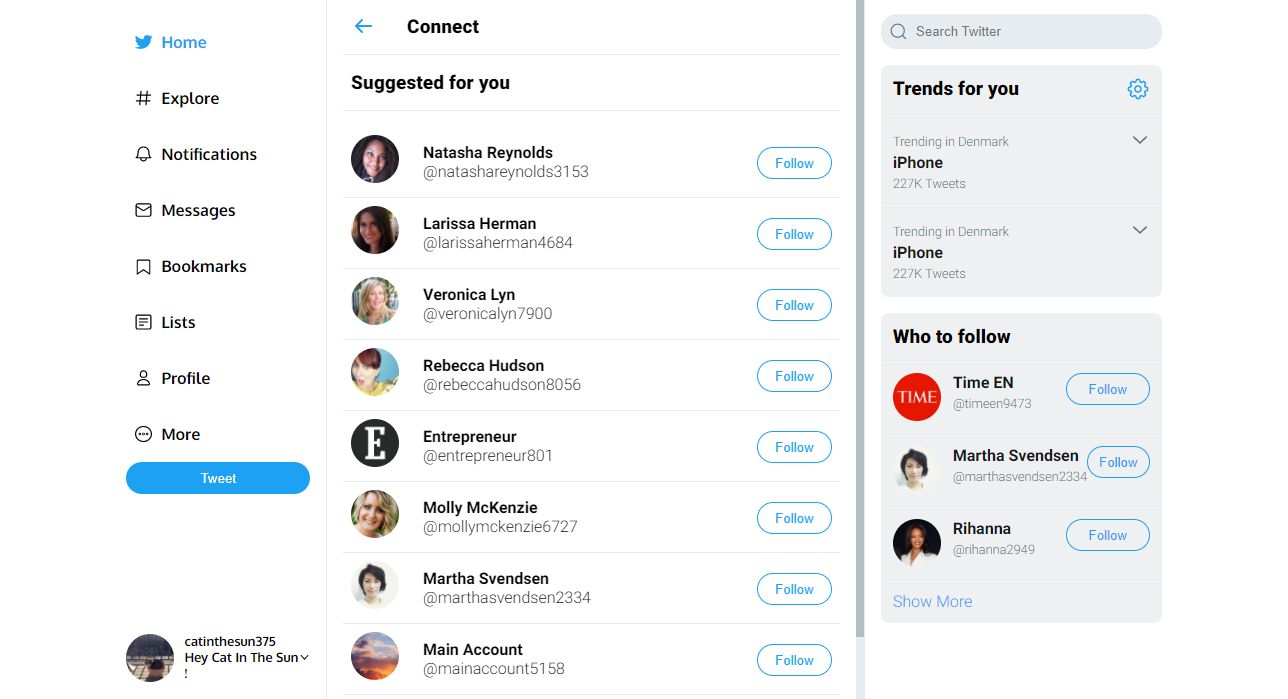 Home
Explore
Notifications
Messages
Bookmarks
Lists
Profile
More
Tweet
catinthesun375
Hey Cat In The Sun
!
Connect
Suggested for you
Natasha Reynolds
@natashareynolds3153
Follow
Larissa Herman
@larissaherman4684
Follow
Veronica Lyn
@veronicalyn7900
Follow
Rebecca Hudson
@rebeccahudson8056
Follow
E
Entrepreneur
@entrepreneur801
Follow
Molly McKenzie
@mollymckenzie6727
Follow
Martha Svendsen
@marthasvendsen2334
Follow
Main Account
@mainaccount5158
Follow
Search Twitter
Trends for you
Trending in Denmark
iPhone
227K Tweets
Trending in Denmark
iPhone
227K Tweets
Who to follow
TIME
Time EN
@timeen9473
Follow
Martha Svendsen
@marthasvendsen2334
Follow
Rihanna
@rihanna2949
Follow
Show More